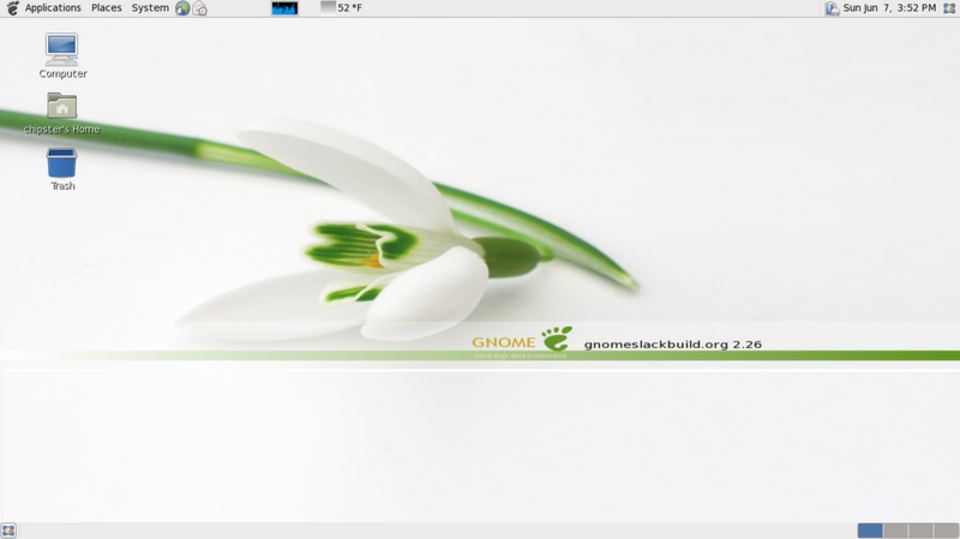 Applications Places System 52 °F Sun Jun 7, 3:52 PM
Computer
chipster's Home
Trash
GNOME gnomeslackbuild.org 2.26
desktop environment